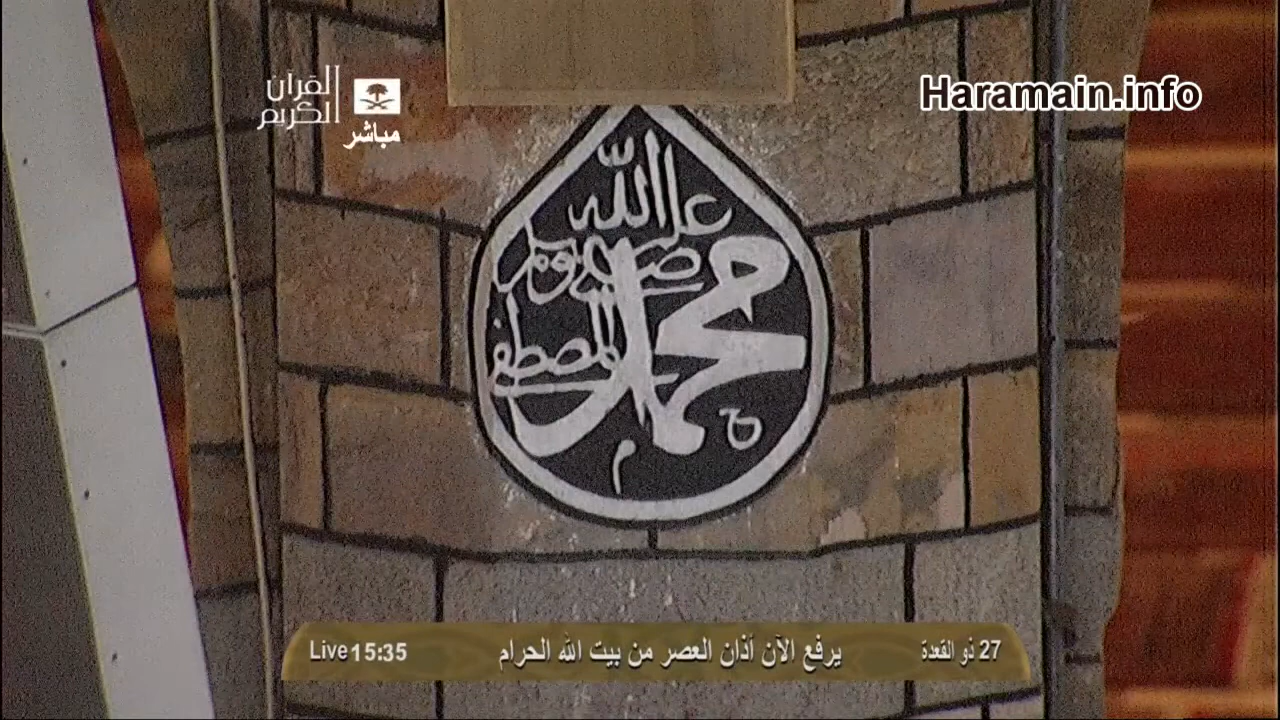 القرآن
الكريم
مباشر
Haramain.info
الله
عليه
صلى
وسلم
محمد
المصطفى
Live 15:35
يرفع الآن أذان العصر من بيت الله الحرام
27 ذو القعدة